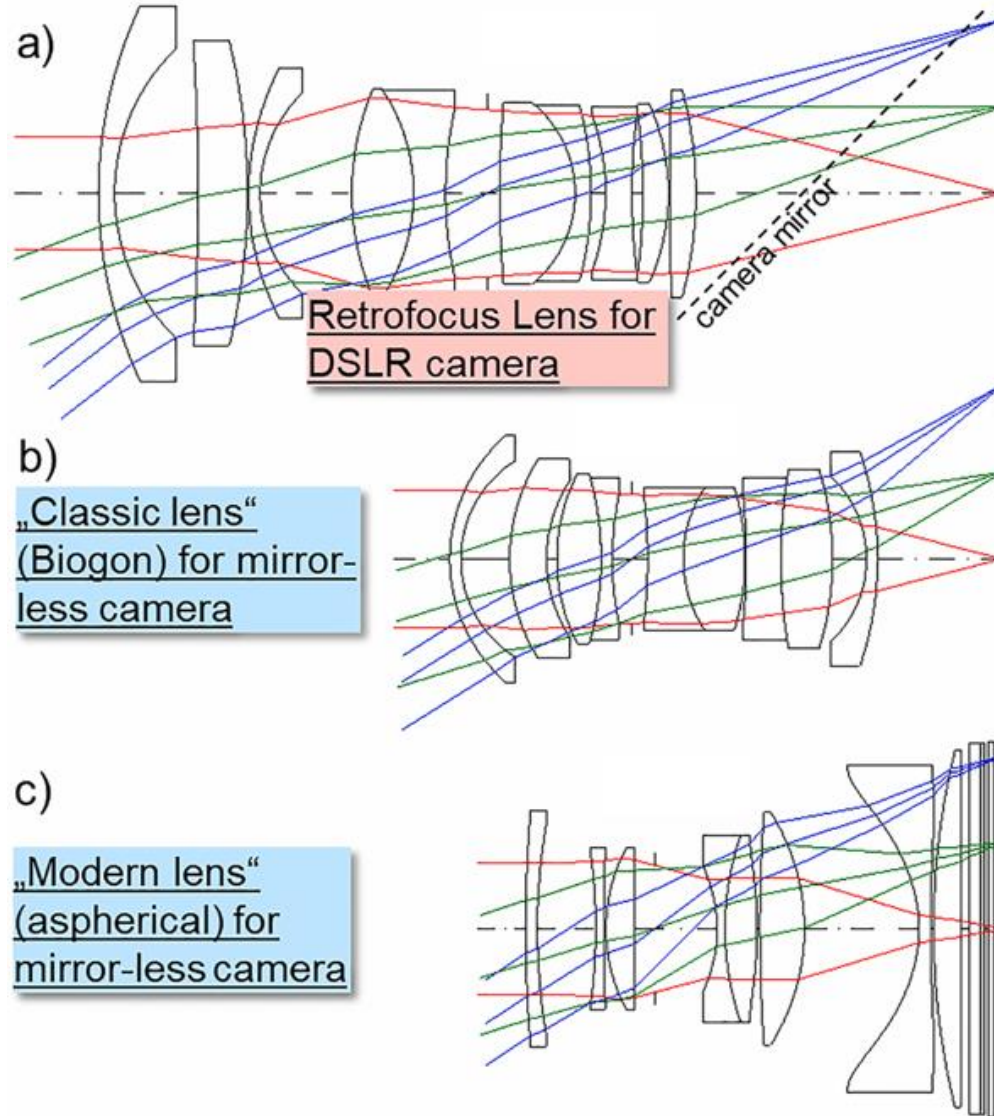 a)
camera mirror
Retrofocus Lens for
DSLR camera
b)
„Classic lens“
(Biogon) for mirror-
less camera
c)
„Modern lens“
(aspherical) for
mirror-less camera